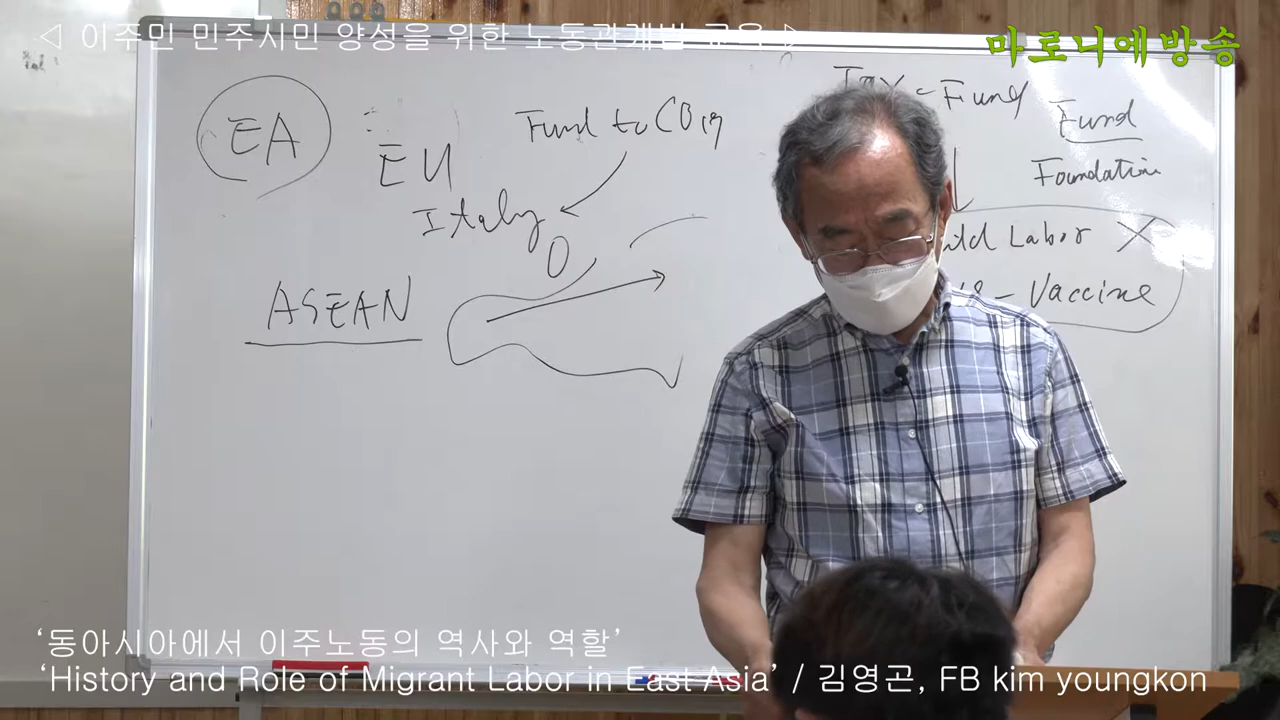 ◁ 이주민 민주시민 양성을 위한 노동관계법 교육 ▷
마로니에방송
EA
EU
Fund to CO19
Italy
ASEAN
Tax - Fund
Fund
Foundation
Labor X
Vaccine
‘동아시아에서 이주노동의 역사와 역할’
‘History and Role of Migrant Labor in East Asia’ / 김영곤, FB kim youngkon